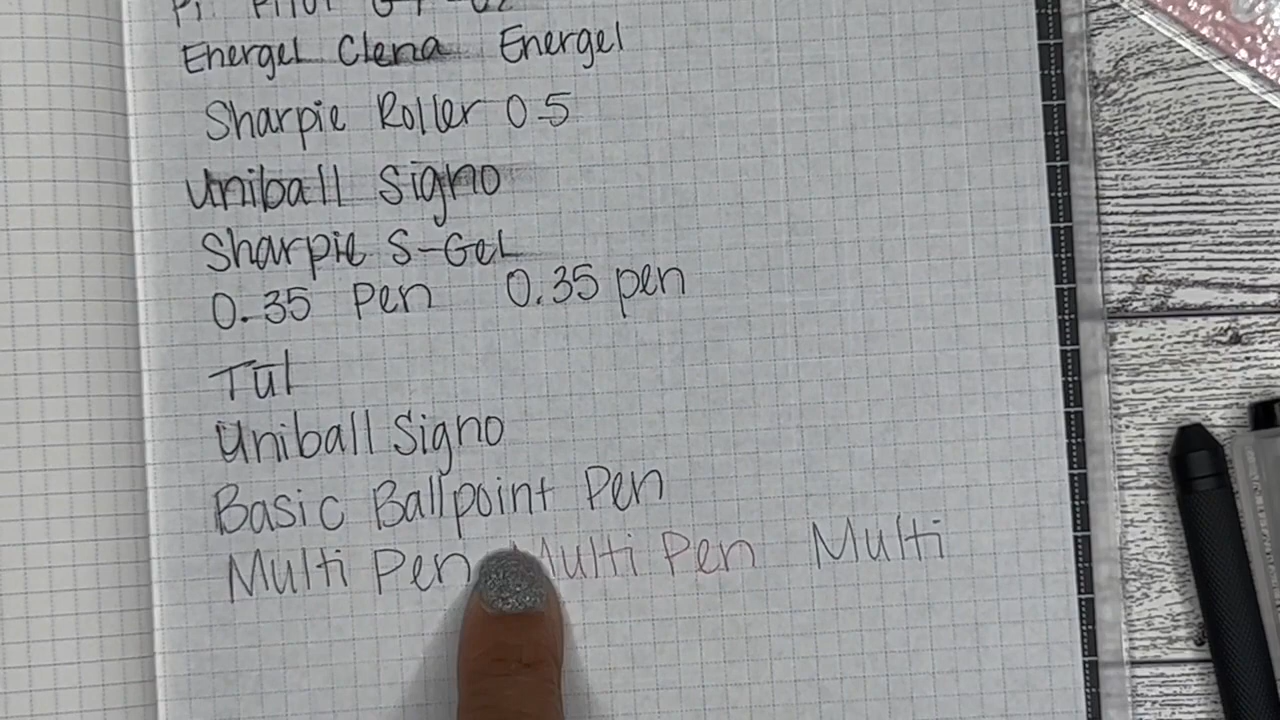 Pilot G
Energel Clena Energel
Sharpie Roller 0.5
Uniball Signo
Sharpie S-Gel
0.35 Pen 0.35 pen
Tul
Uniball Signo
Basic Ballpoint Pen
Multi Pen Multi Pen Multi